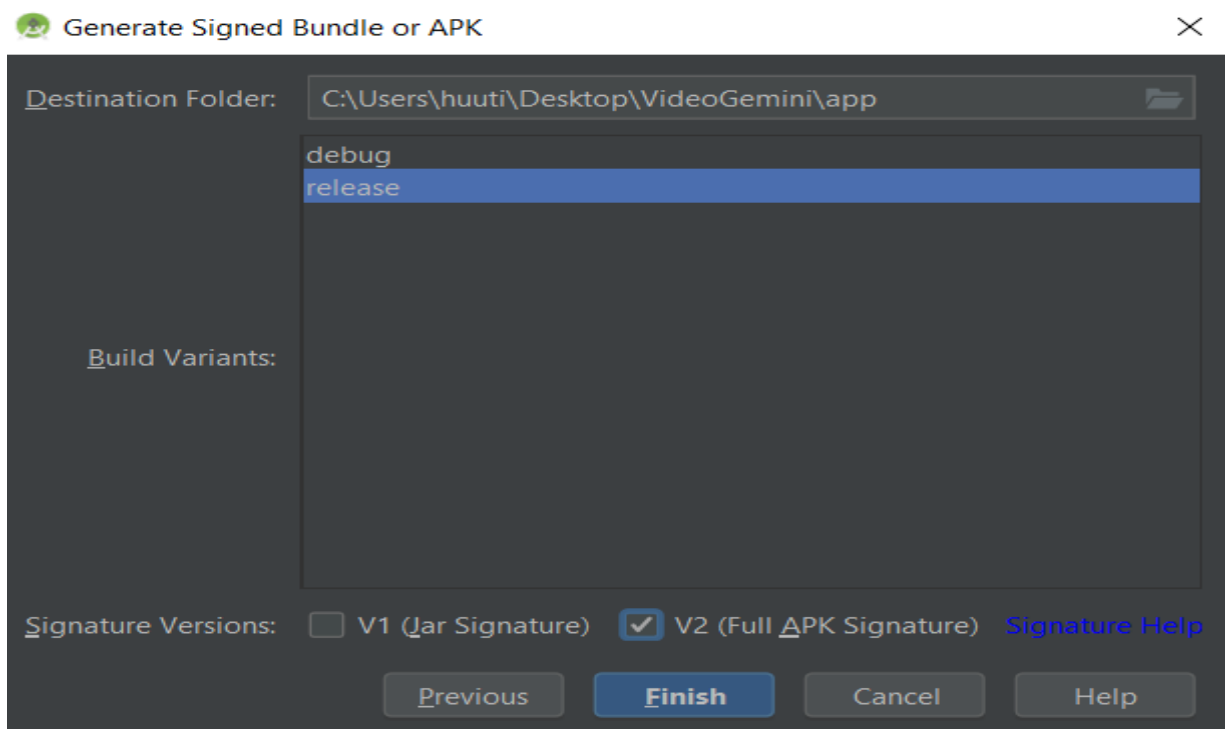 Generate Signed Bundle or APK
Destination Folder: C:\Users\huuti\Desktop\VideoGemini\app
debug
release
Build Variants:
Signature Versions: V1 (Jar Signature) V2 (Full APK Signature) Signature Help
Previous Finish Cancel Help